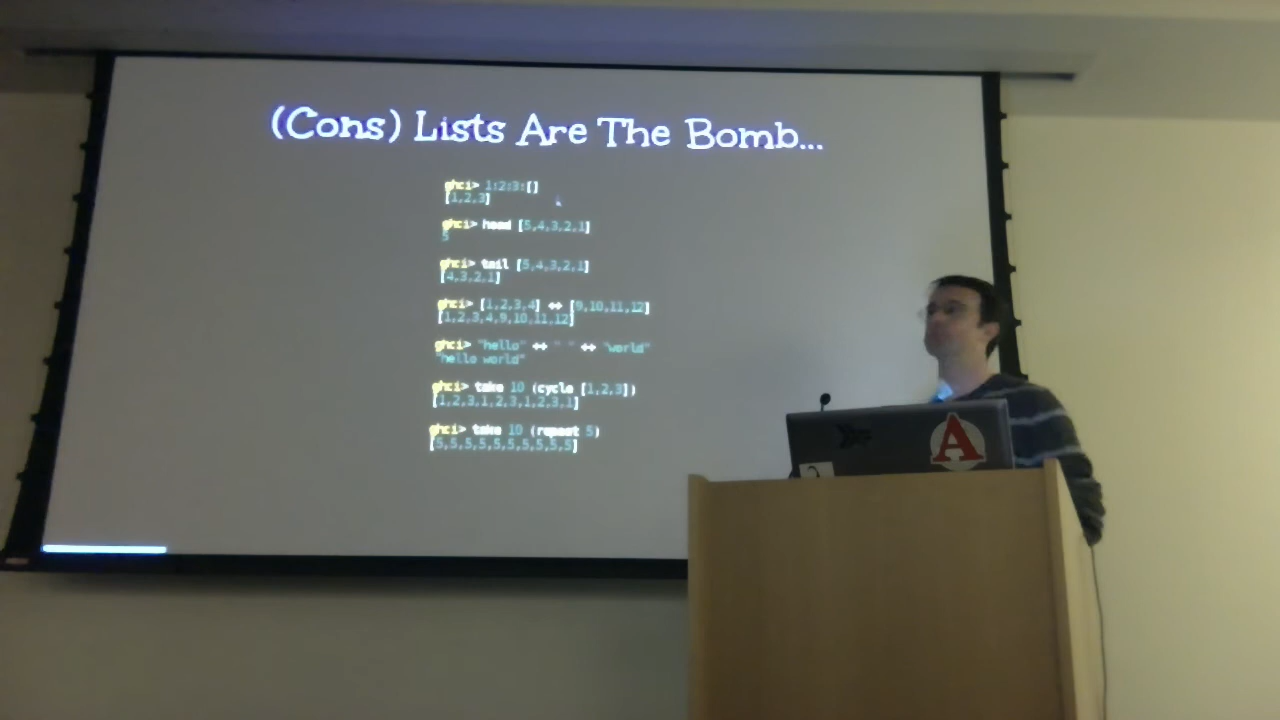 (Cons) Lists Are The Bomb...
ghci> 1:2:3:[]
[1,2,3]
ghci> head [5,4,3,2,1]
5
ghci> tail [5,4,3,2,1]
[4,3,2,1]
ghci> [1,2,3,4] ++ [9,10,11,12]
[1,2,3,4,9,10,11,12]
ghci> "hello" ++ " " ++ "world"
"hello world"
ghci> take 10 (cycle [1,2,3])
[1,2,3,1,2,3,1,2,3,1]
ghci> take 10 (repeat 5)
[5,5,5,5,5,5,5,5,5,5]
A